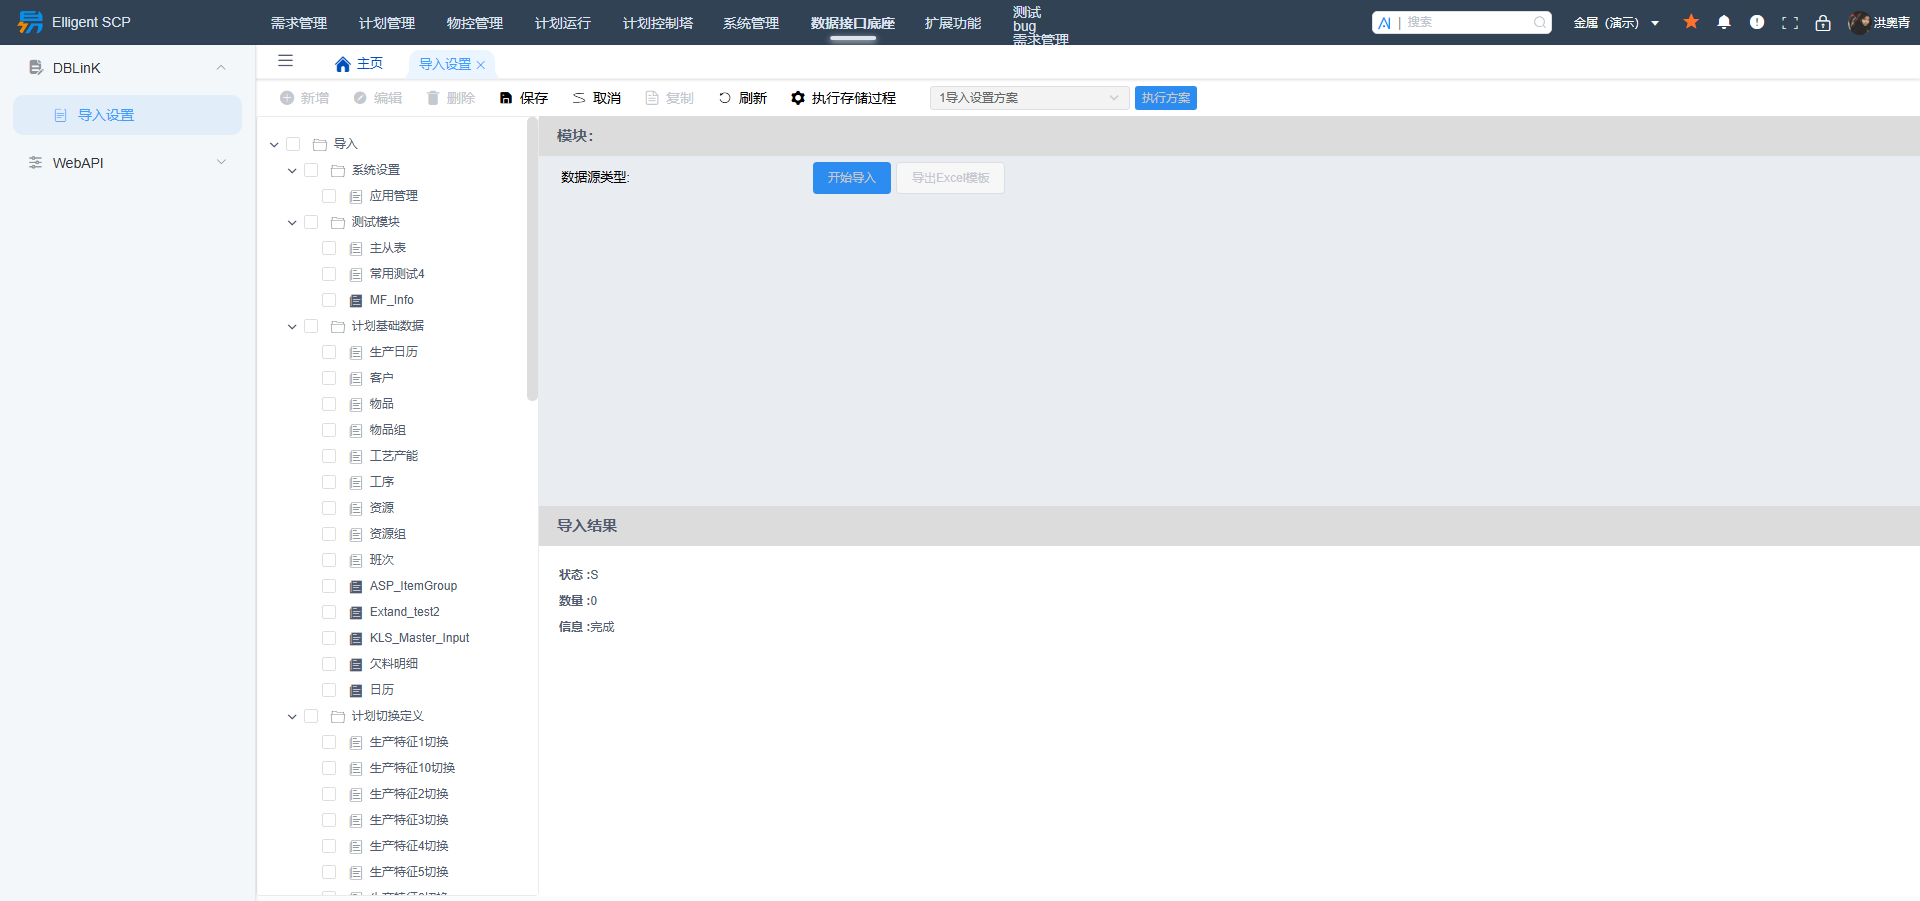 Elligent SCP
需求管理 计划管理 物控管理 计划运行 计划控制塔 系统管理 数据接口底座 扩展功能
测试
bug
需求管理
AI | 搜索
金属（演示）
洪奥青
DBLinK
导入设置
WebAPI
主页 导入设置
新增 编辑 删除 保存 取消 复制 刷新 执行存储过程
1导入设置方案 执行方案
导入
系统设置
应用管理
测试模块
主从表
常用测试4
MF_Info
计划基础数据
生产日历
客户
物品
物品组
工艺产能
工序
资源
资源组
班次
ASP_ItemGroup
Extand_test2
KLS_Master_Input
欠料明细
日历
计划切换定义
生产特征1切换
生产特征10切换
生产特征2切换
生产特征3切换
生产特征4切换
生产特征5切换
模块:
数据源类型: 开始导入 导出Excel模板
导入结果
状态 :S
数量 :0
信息 :完成